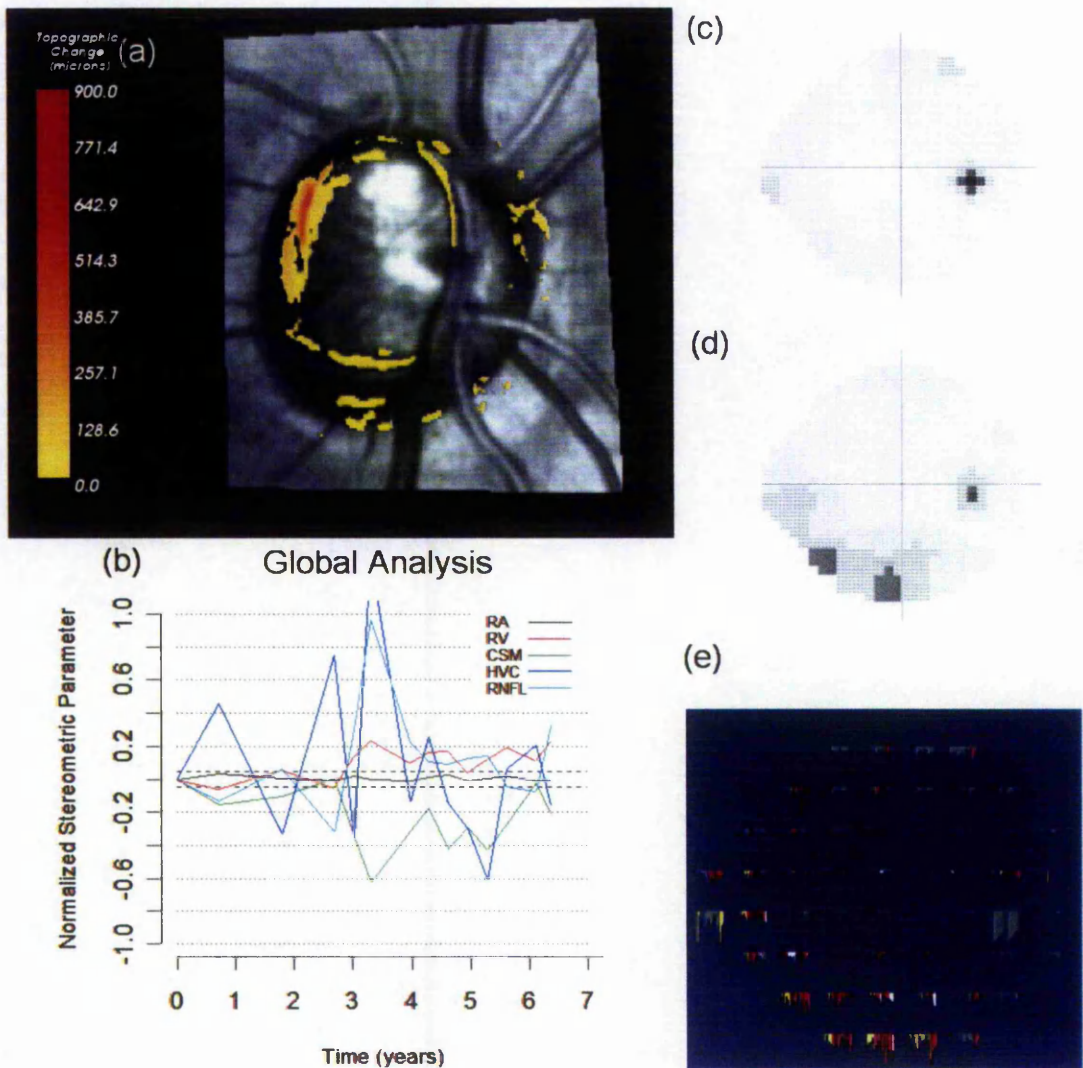 Topographic
Change
(microns)
(a)
900.0
771.4
642.9
514.3
385.7
257.1
128.6
0.0
(b)
Global Analysis
Normalized Stereometric Parameter
1.0
0.6
0.2
-0.2
-0.6
-1.0
RA
RV
CSM
HVC
RNFL
0 1 2 3 4 5 6 7
Time (years)
(c)
(d)
(e)